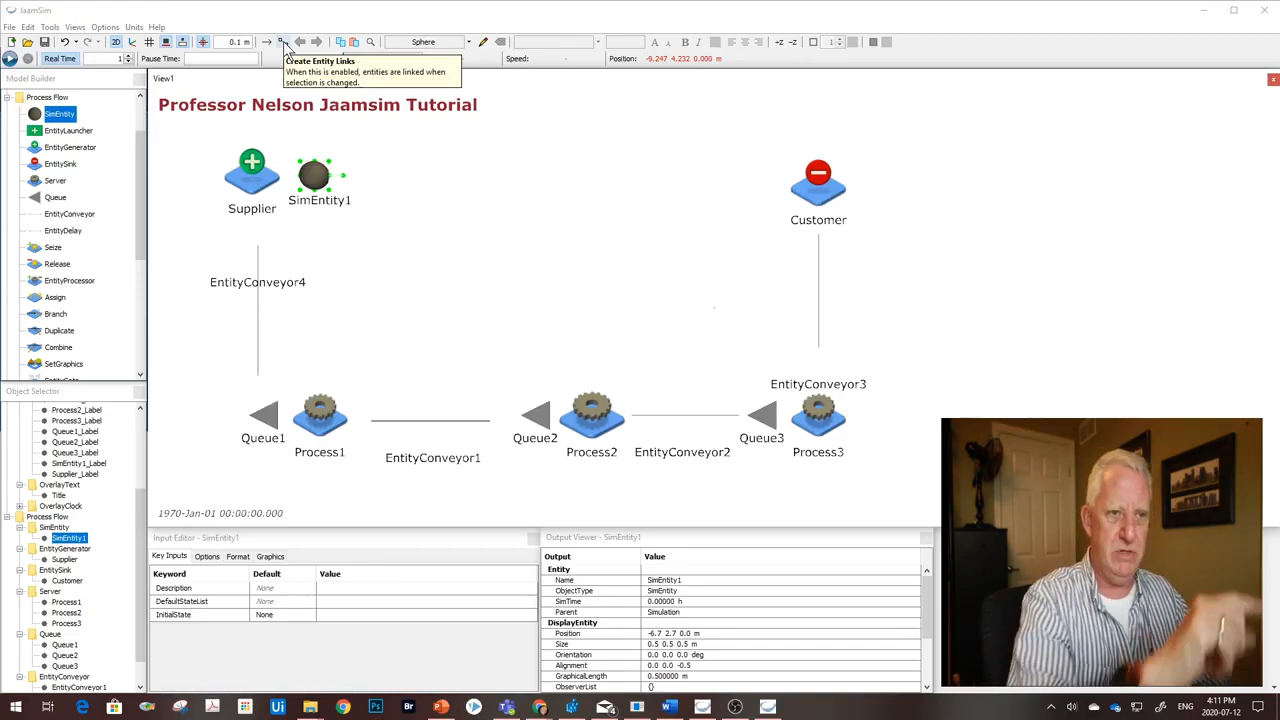 JaamSim
File Edit Tools Views Options Units Help
2D 0.1 m Sphere A A B I -Z +Z 1
Real Time 1 Pause Time: Speed: Position: -9.247 4.232 0.000 m
Create Entity Links
When this is enabled, entities are linked when
selection is changed.
Model Builder
Process Flow
SimEntity
EntityLauncher
EntityGenerator
EntitySink
Server
Queue
EntityConveyor
EntityDelay
Seize
Release
EntityProcessor
Assign
Branch
Duplicate
Combine
SetGraphics
View1 x
Professor Nelson Jaamsim Tutorial
Supplier
SimEntity1
Customer
EntityConveyor4
EntityConveyor3
Queue1
Process1
EntityConveyor1
Queue2
Process2
EntityConveyor2
Queue3
Process3
1970-Jan-01 00:00:00.000
Object Selector
Process2_Label
Process3_Label
Queue1_Label
Queue2_Label
Queue3_Label
SimEntity1_Label
Supplier_Label
OverlayText
Title
OverlayClock
Process Flow
SimEntity
SimEntity1
EntityGenerator
Supplier
EntitySink
Customer
Server
Process1
Process2
Process3
Queue
Queue1
Queue2
Queue3
EntityConveyor
EntityConveyor1
Input Editor - SimEntity1
Key Inputs Options Format Graphics
Keyword Default Value
Description None
DefaultStateList None
InitialState None
Output Viewer - SimEntity1
Output Value
Entity
Name SimEntity1
ObjectType SimEntity
SimTime 0.00000 h
Parent Simulation
DisplayEntity
Position -6.7 2.7 0.0 m
Size 0.5 0.5 0.5 m
Orientation 0.0 0.0 0.0 deg
Alignment 0.0 0.0 -0.5
GraphicalLength 0.500000 m
ObserverList {}
Ui Ps Br
4:11 PM
2020-07-12